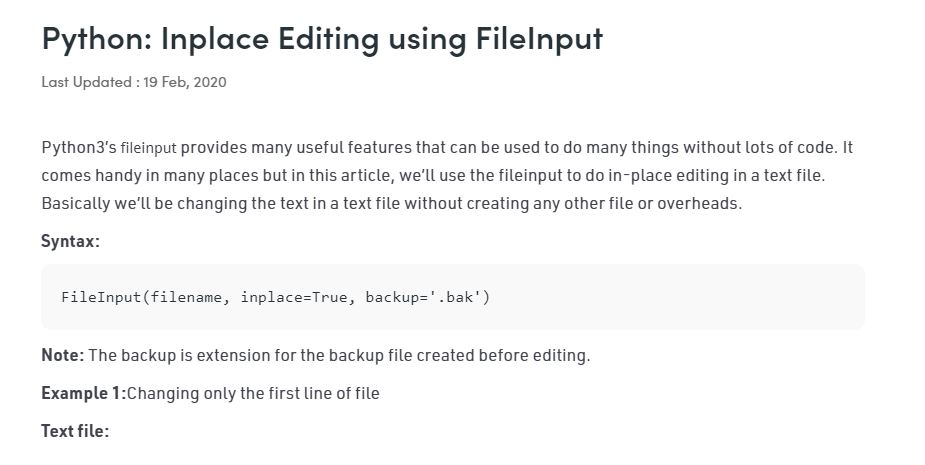 Python: Inplace Editing using FileInput
Last Updated : 19 Feb, 2020
Python3’s fileinput provides many useful features that can be used to do many things without lots of code. It
comes handy in many places but in this article, we’ll use the fileinput to do in-place editing in a text file.
Basically we’ll be changing the text in a text file without creating any other file or overheads.
Syntax:
FileInput(filename, inplace=True, backup='.bak')
Note: The backup is extension for the backup file created before editing.
Example 1:Changing only the first line of file
Text file: